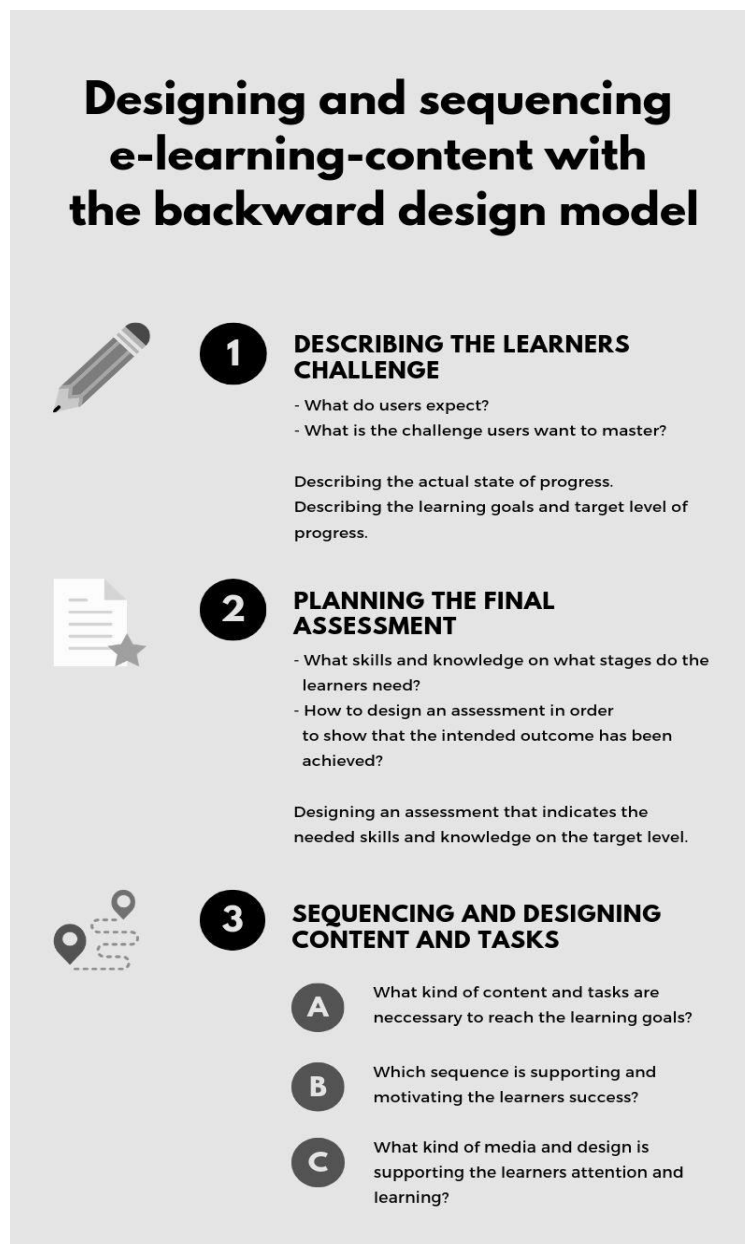 Designing and sequencing
e-learning-content with
the backward design model
1
DESCRIBING THE LEARNERS
CHALLENGE
- What do users expect?
- What is the challenge users want to master?
Describing the actual state of progress.
Describing the learning goals and target level of
progress.
2
PLANNING THE FINAL
ASSESSMENT
- What skills and knowledge on what stages do the
learners need?
- How to design an assessment in order
to show that the intended outcome has been
achieved?
Designing an assessment that indicates the
needed skills and knowledge on the target level.
3
SEQUENCING AND DESIGNING
CONTENT AND TASKS
A
What kind of content and tasks are
neccessary to reach the learning goals?
B
Which sequence is supporting and
motivating the learners success?
C
What kind of media and design is
supporting the learners attention and
learning?